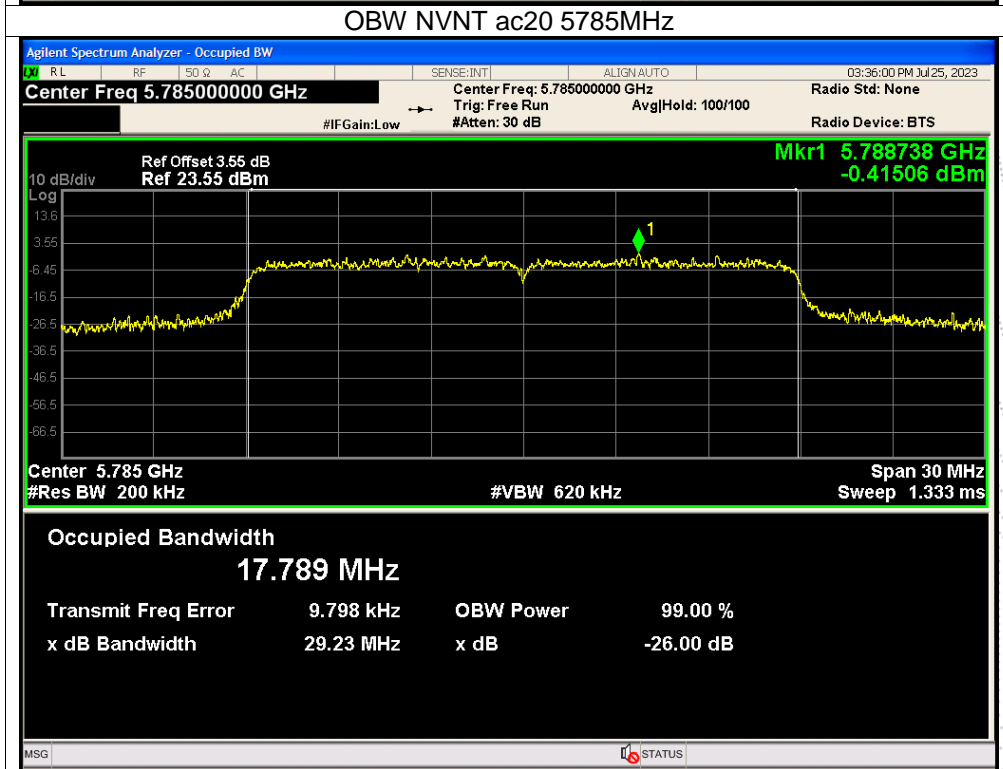 OBW NVNT ac20 5785MHz
Agilent Spectrum Analyzer - Occupied BW
LXI RL RF 50 Ω AC SENSE:INT ALIGN AUTO 03:36:00 PM Jul 25, 2023
Center Freq 5.785000000 GHz Center Freq: 5.785000000 GHz Radio Std: None
Trig: Free Run Avg|Hold: 100/100
#IFGain:Low #Atten: 30 dB Radio Device: BTS
Mkr1 5.788738 GHz
-0.41506 dBm
Ref Offset 3.55 dB
10 dB/div Ref 23.55 dBm
Log
13.6
3.55
-6.45
-16.5
-26.5
-36.5
-46.5
-56.5
-66.5
1
Center 5.785 GHz Span 30 MHz
#Res BW 200 kHz #VBW 620 kHz Sweep 1.333 ms
Occupied Bandwidth
17.789 MHz
Transmit Freq Error 9.798 kHz OBW Power 99.00 %
x dB Bandwidth 29.23 MHz x dB -26.00 dB
MSG STATUS